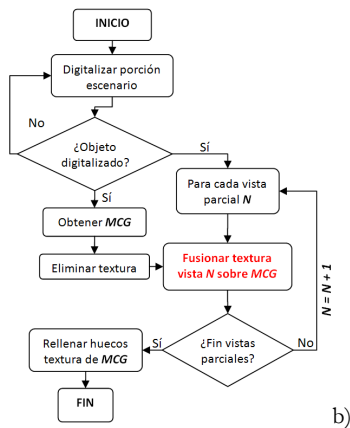 INICIO
Digitalizar porción
escenario
No
¿Objeto
digitalizado?
Sí
Sí
Para cada vista
parcial N
Obtener MCG
Eliminar textura
Fusionar textura
vista N sobre MCG
N = N + 1
Rellenar huecos
textura de MCG
Sí
¿Fin vistas
parciales?
No
FIN
b)